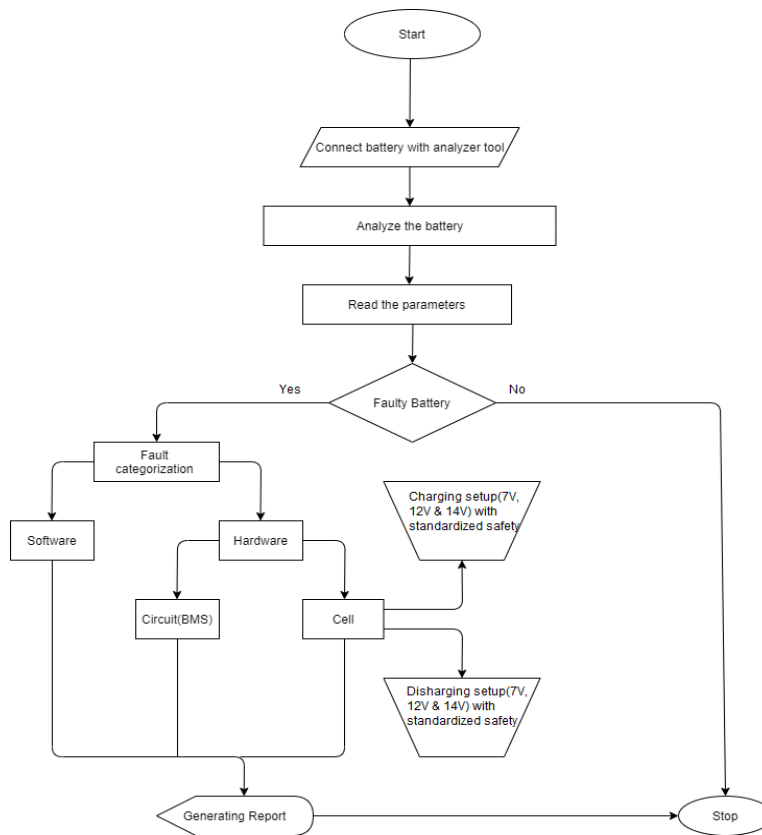 Start
Connect battery with analyzer tool
Analyze the battery
Read the parameters
Yes
No
Faulty Battery
Fault
categorization
Charging setup(7V,
12V & 14V) with
standardized safety
Software
Hardware
Circuit(BMS)
Cell
Disharging setup(7V,
12V & 14V) with
standardized safety
Generating Report
Stop